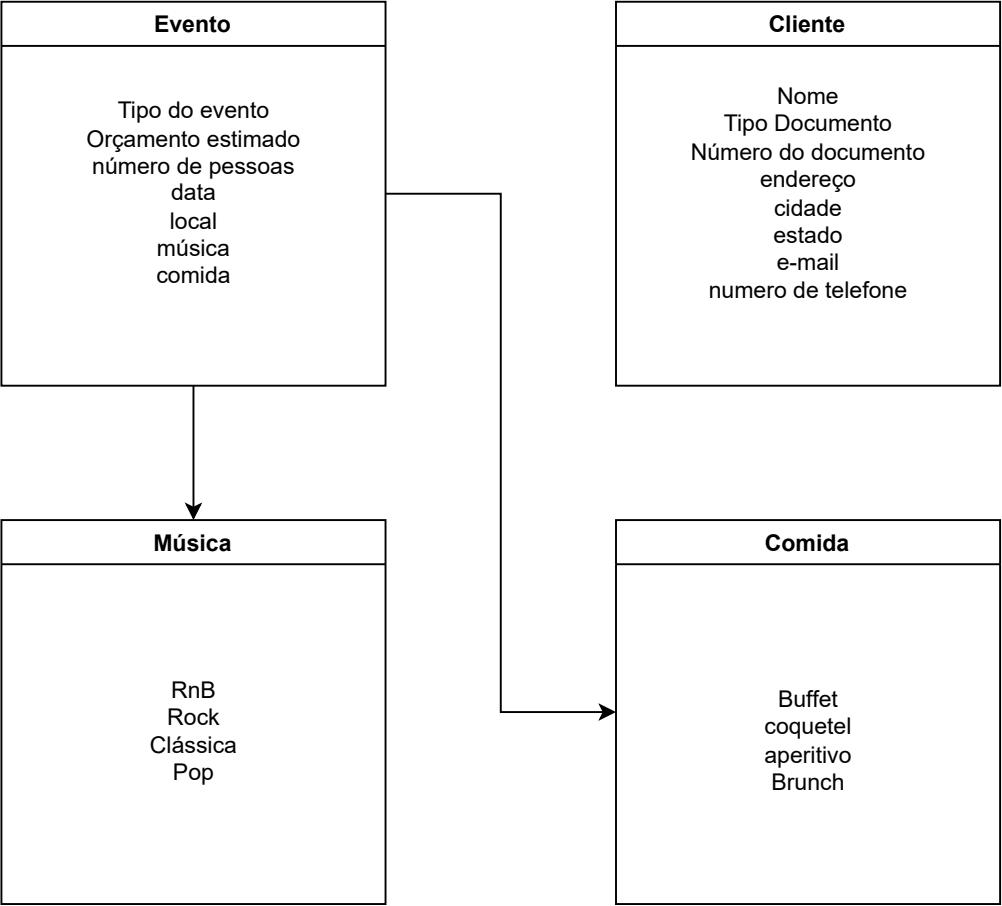 Evento
Tipo do evento
Orçamento estimado
número de pessoas
data
local
música
comida
Cliente
Nome
Tipo Documento
Número do documento
endereço
cidade
estado
e-mail
numero de telefone
Música
RnB
Rock
Clássica
Pop
Comida
Buffet
coquetel
aperitivo
Brunch